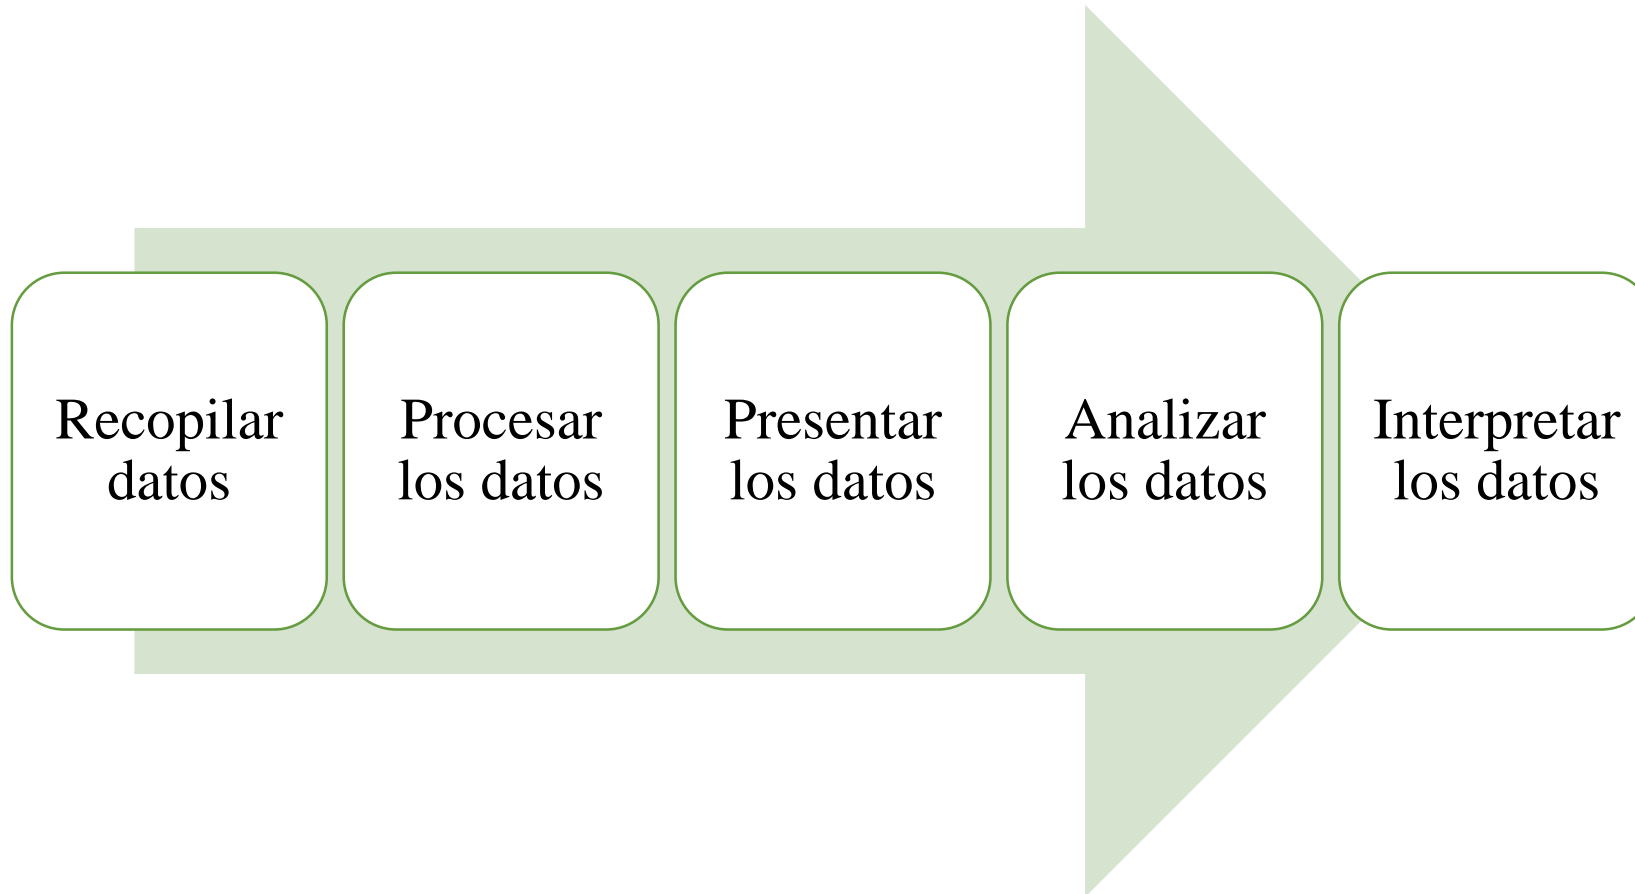 Recopilar
datos
Procesar
los datos
Presentar
los datos
Analizar
los datos
Interpretar
los datos